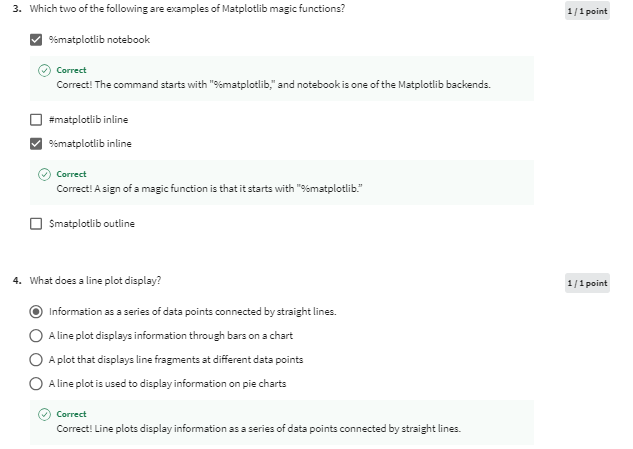 3. Which two of the following are examples of Matplotlib magic functions?
1 / 1 point
%matplotlib notebook
Correct
Correct! The command starts with "%matplotlib," and notebook is one of the Matplotlib backends.
#matplotlib inline
%matplotlib inline
Correct
Correct! A sign of a magic function is that it starts with "%matplotlib."
$matplotlib outline
4. What does a line plot display?
1 / 1 point
Information as a series of data points connected by straight lines.
A line plot displays information through bars on a chart
A plot that displays line fragments at different data points
A line plot is used to display information on pie charts
Correct
Correct! Line plots display information as a series of data points connected by straight lines.